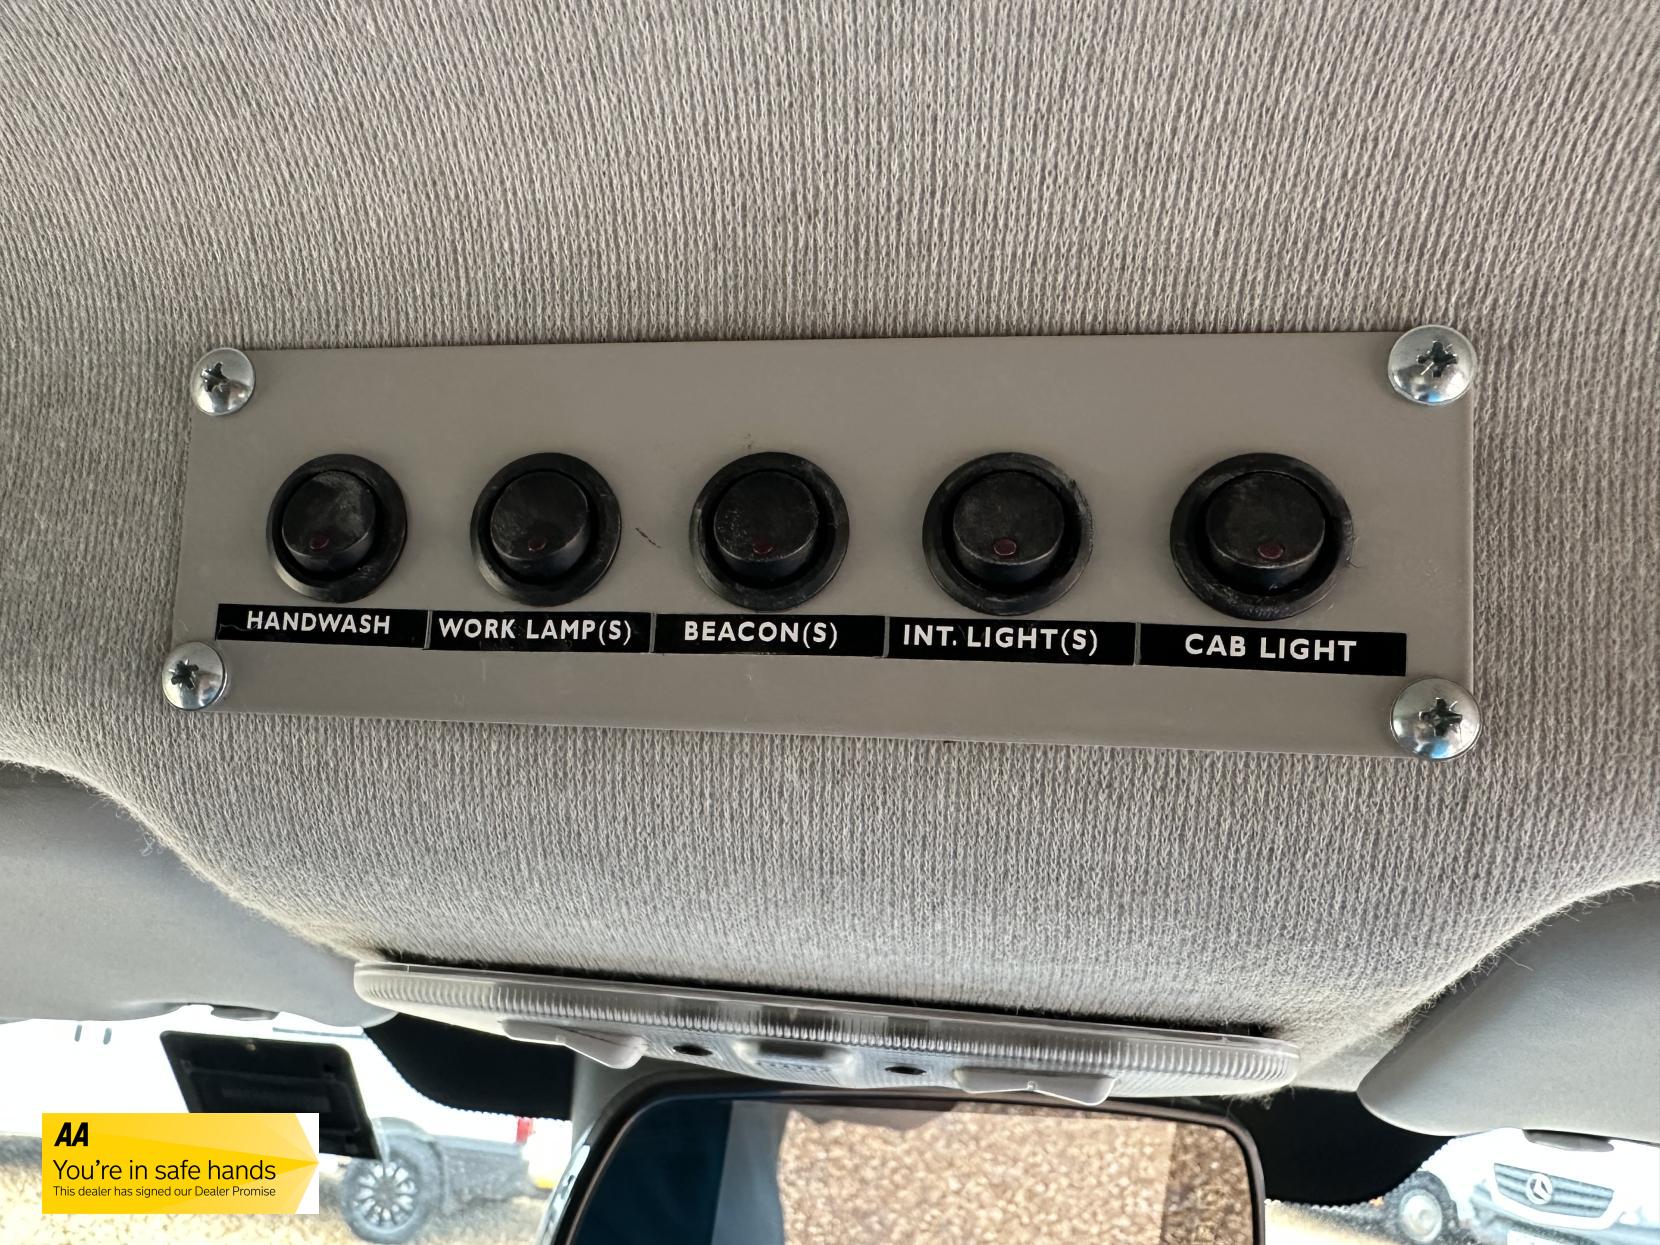 HANDWASH
WORK LAMP(S)
BEACON(S)
INT. LIGHT(S)
CAB LIGHT
AA
You're in safe hands
This dealer has signed our Dealer Promise